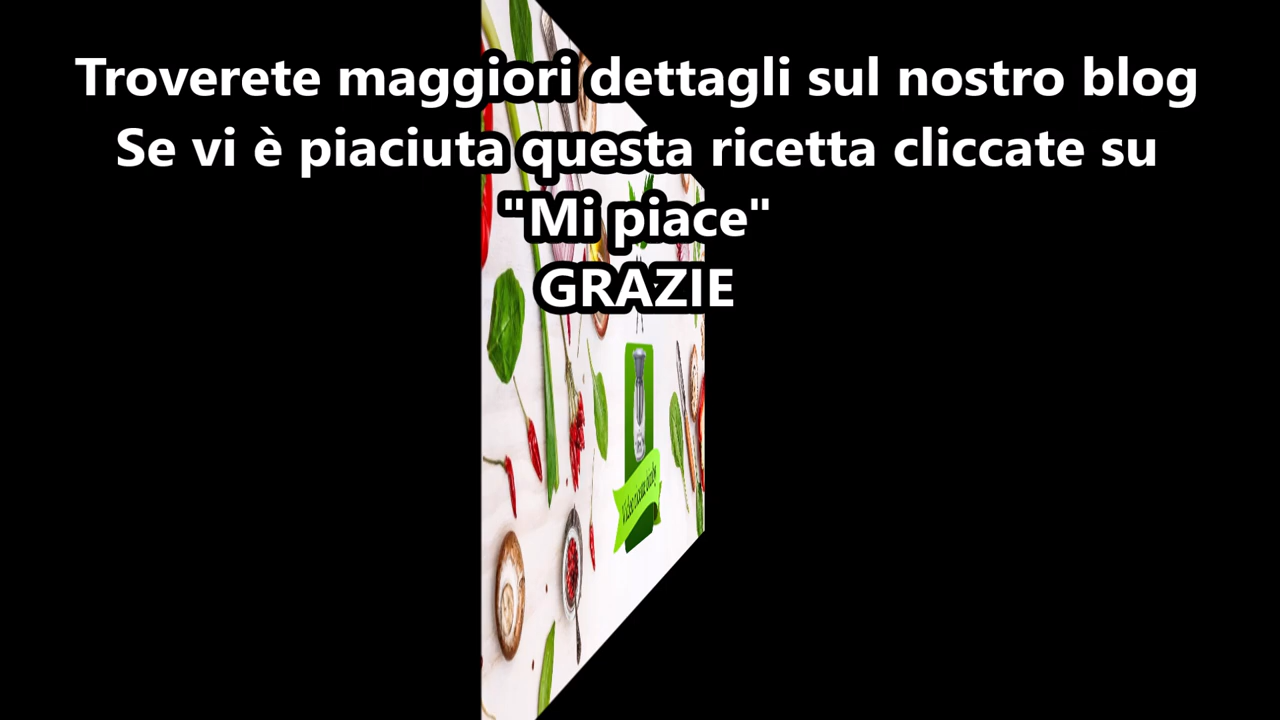 Troverete maggiori dettagli sul nostro blog
Se vi è piaciuta questa ricetta cliccate su
"Mi piace"
GRAZIE